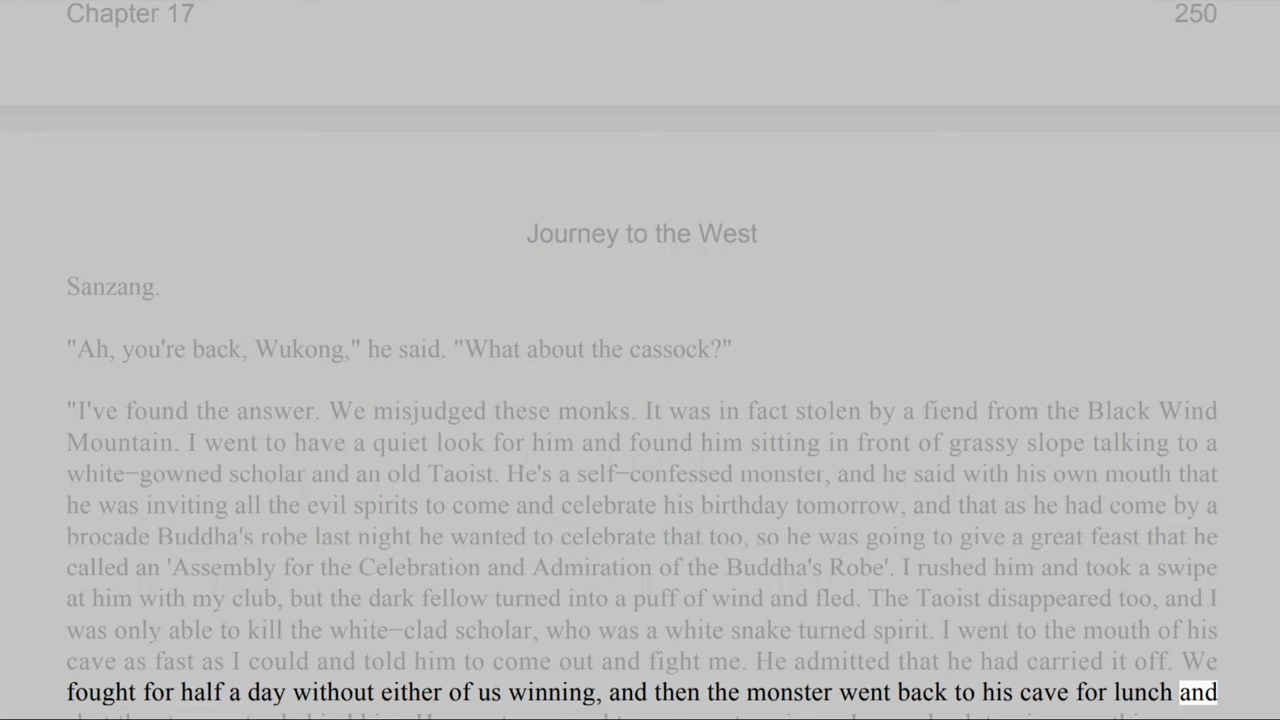 Chapter 17
250
Journey to the West
Sanzang.
"Ah, you're back, Wukong," he said. "What about the cassock?"
"I've found the answer. We misjudged these monks. It was in fact stolen by a fiend from the Black Wind
Mountain. I went to have a quiet look for him and found him sitting in front of grassy slope talking to a
white−gowned scholar and an old Taoist. He's a self−confessed monster, and he said with his own mouth that
he was inviting all the evil spirits to come and celebrate his birthday tomorrow, and that as he had come by a
brocade Buddha's robe last night he wanted to celebrate that too, so he was going to give a great feast that he
called an 'Assembly for the Celebration and Admiration of the Buddha's Robe'. I rushed him and took a swipe
at him with my club, but the dark fellow turned into a puff of wind and fled. The Taoist disappeared too, and I
was only able to kill the white−clad scholar, who was a white snake turned spirit. I went to the mouth of his
cave as fast as I could and told him to come out and fight me. He admitted that he had carried it off. We
fought for half a day without either of us winning, and then the monster went back to his cave for lunch and